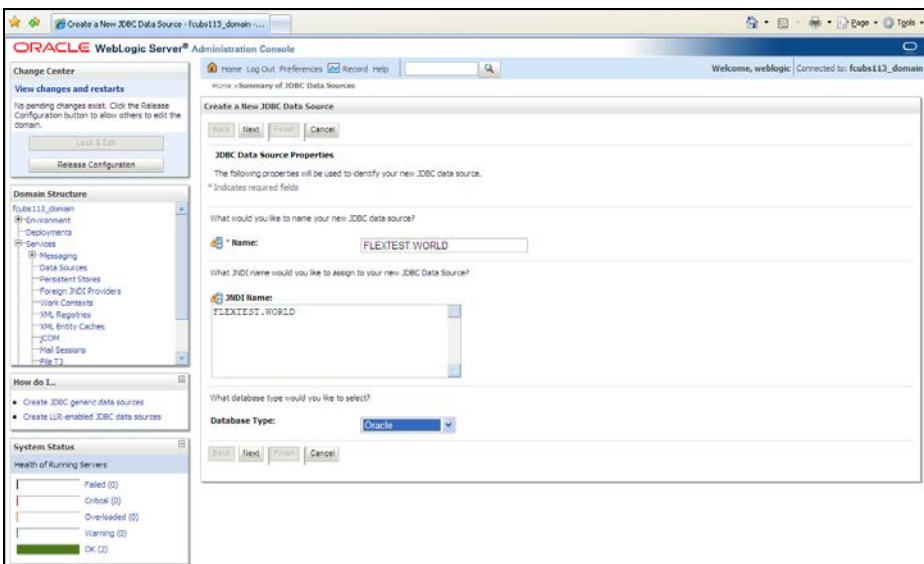 Create a New JDBC Data Source - fcubs113_domain -...
Page
Tools
ORACLE WebLogic Server® Administration Console
Change Center
View changes and restarts
No pending changes exist. Click the Release
Configuration button to allow others to edit the
domain.
Lock & Edit
Release Configuration
Domain Structure
fcubs113_domain
Environment
Deployments
Services
Messaging
Data Sources
Persistent Stores
Foreign JNDI Providers
Work Contexts
XML Registries
XML Entity Caches
jCOM
Mail Sessions
File T3
How do I...
Create JDBC generic data sources
Create LLR-enabled JDBC data sources
System Status
Health of Running Servers
Failed (0)
Critical (0)
Overloaded (0)
Warning (0)
OK (2)
Home Log Out Preferences Record Help
Welcome, weblogic Connected to: fcubs113_domain
Home >Summary of JDBC Data Sources
Create a New JDBC Data Source
Back Next Finish Cancel
JDBC Data Source Properties
The following properties will be used to identify your new JDBC data source.
* Indicates required fields
What would you like to name your new JDBC data source?
* Name: FLEXTEST.WORLD
What JNDI name would you like to assign to your new JDBC Data Source?
JNDI Name:
FLEXTEST.WORLD
What database type would you like to select?
Database Type: Oracle
Back Next Finish Cancel